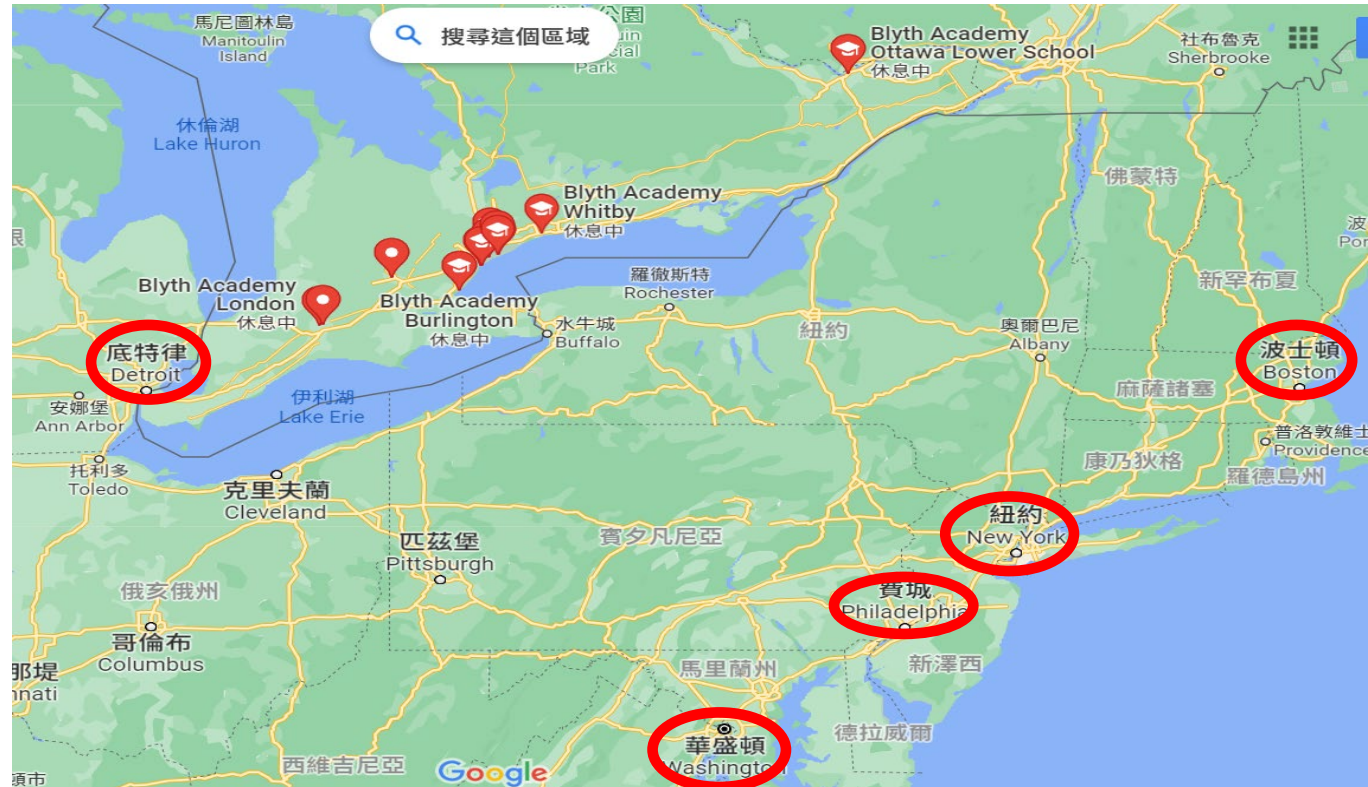 馬尼圖林島
Manitoulin
Island
搜尋這個區域
公園
Park
Blyth Academy
Ottawa Lower School
休息中
社布魯克
Sherbrooke
休倫湖
Lake Huron
佛蒙特
Blyth Academy
Whitby
休息中
羅徹斯特
Rochester
新罕布夏
Blyth Academy
London
休息中
Blyth Academy
Burlington
休息中
水牛城
Buffalo
紐約
奧爾巴尼
Albany
底特律
Detroit
波士頓
Boston
安娜堡
Ann Arbor
伊利湖
Lake Erie
麻薩諸塞
普洛敦維士
Providence
托利多
Toledo
克里夫蘭
Cleveland
康乃狄格
羅德島州
紐約
New York
匹茲堡
Pittsburgh
賓夕凡尼亞
俄亥俄州
費城
Philadelphia
哥倫布
Columbus
那堤
nnati
馬里蘭州
新澤西
華盛頓
Washington
德拉威爾
西維吉尼亞
Google
頓市